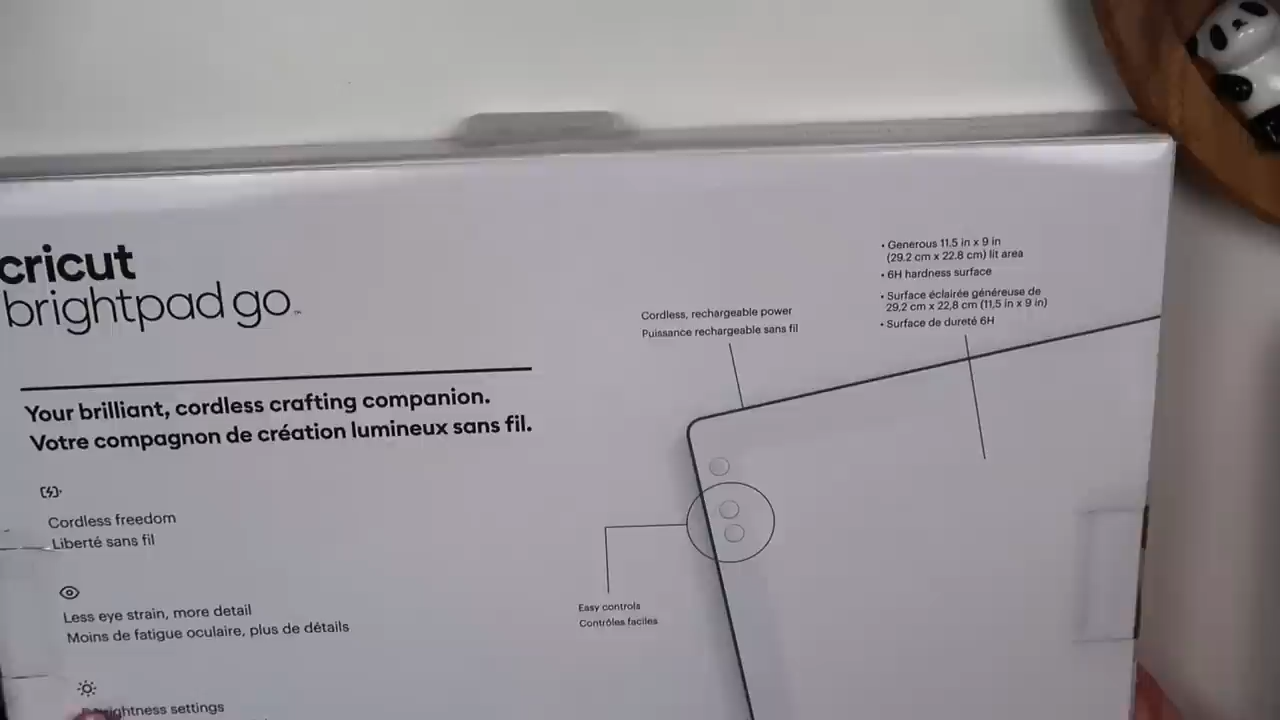 cricut
brightpad go™
Your brilliant, cordless crafting companion.
Votre compagnon de création lumineux sans fil.
Cordless freedom
Liberté sans fil
Less eye strain, more detail
Moins de fatigue oculaire, plus de détails
settings
Cordless, rechargeable power
Puissance rechargeable sans fil
• Generous 11.5 in x 9 in
(29.2 cm x 22.8 cm) lit area
• 6H hardness surface
• Surface éclairée généreuse de
29,2 cm x 22,8 cm (11,5 in x 9 in)
• Surface de dureté 6H
Easy controls
Contrôles faciles